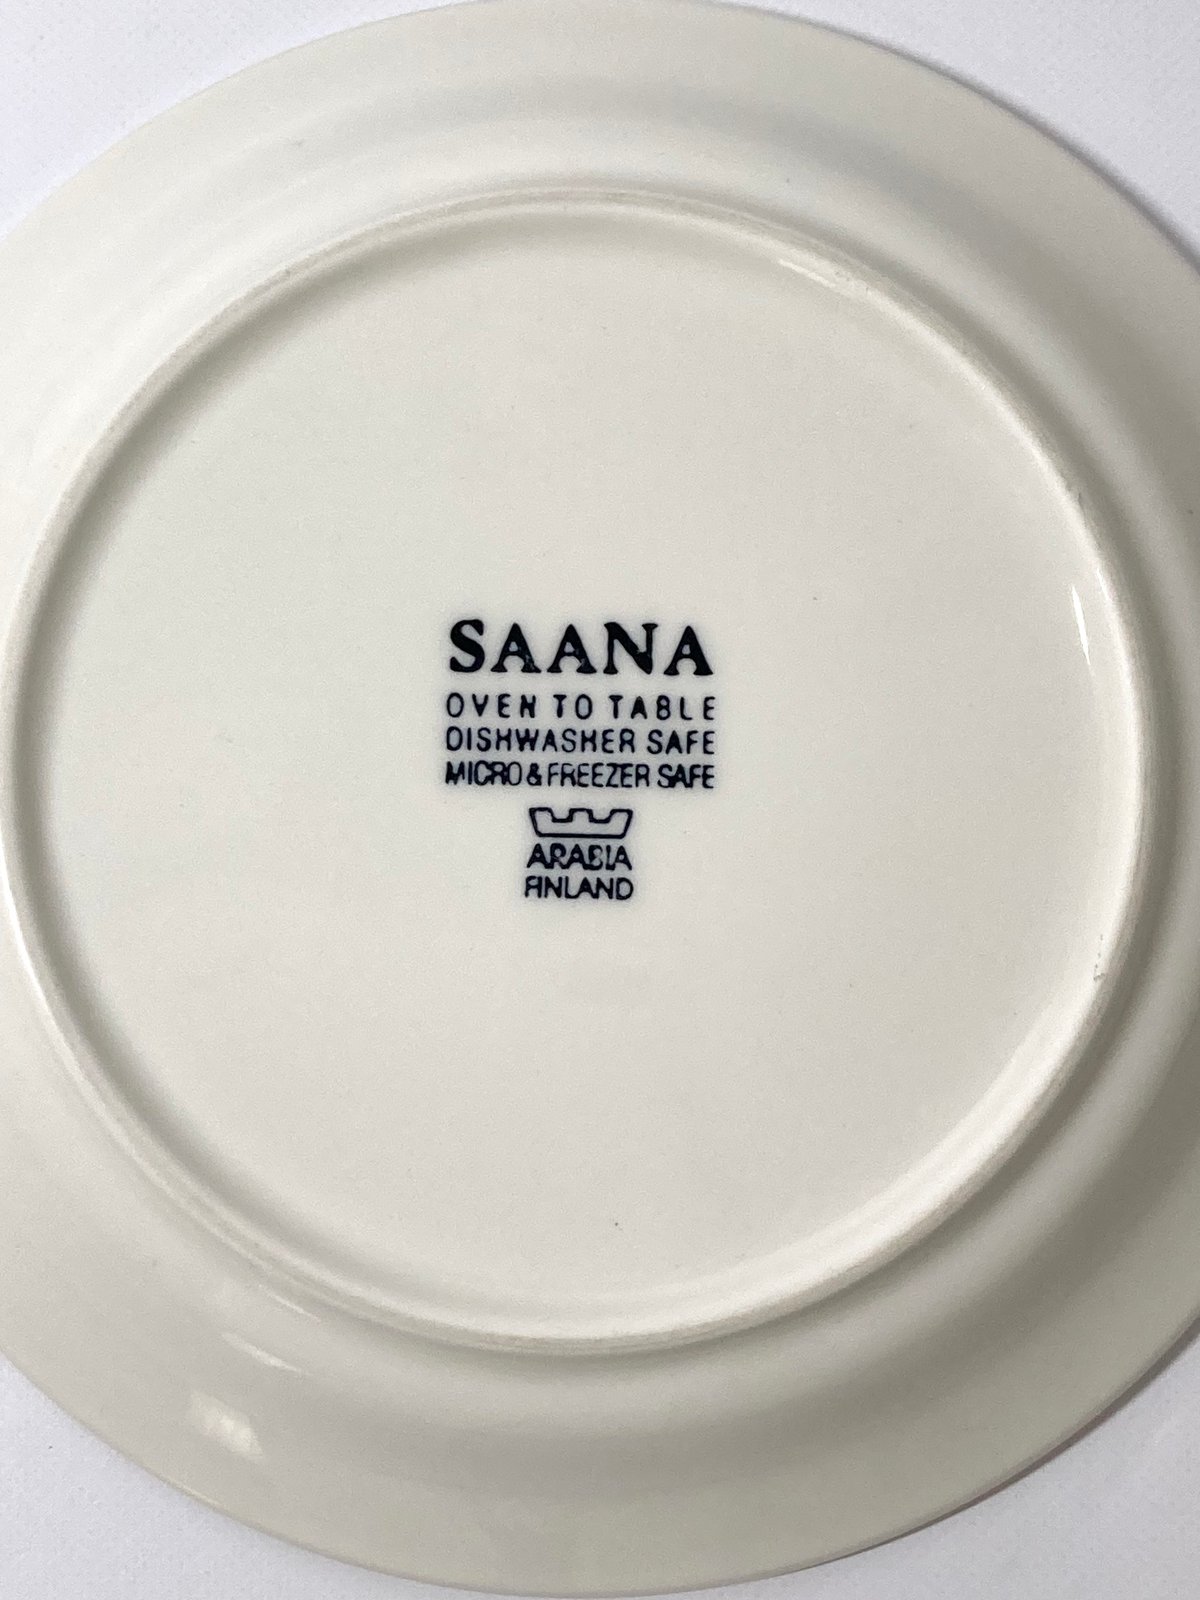 SAANA
OVEN TO TABLE
DISHWASHER SAFE
MICRO & FREEZER SAFE
ARABIA
FINLAND